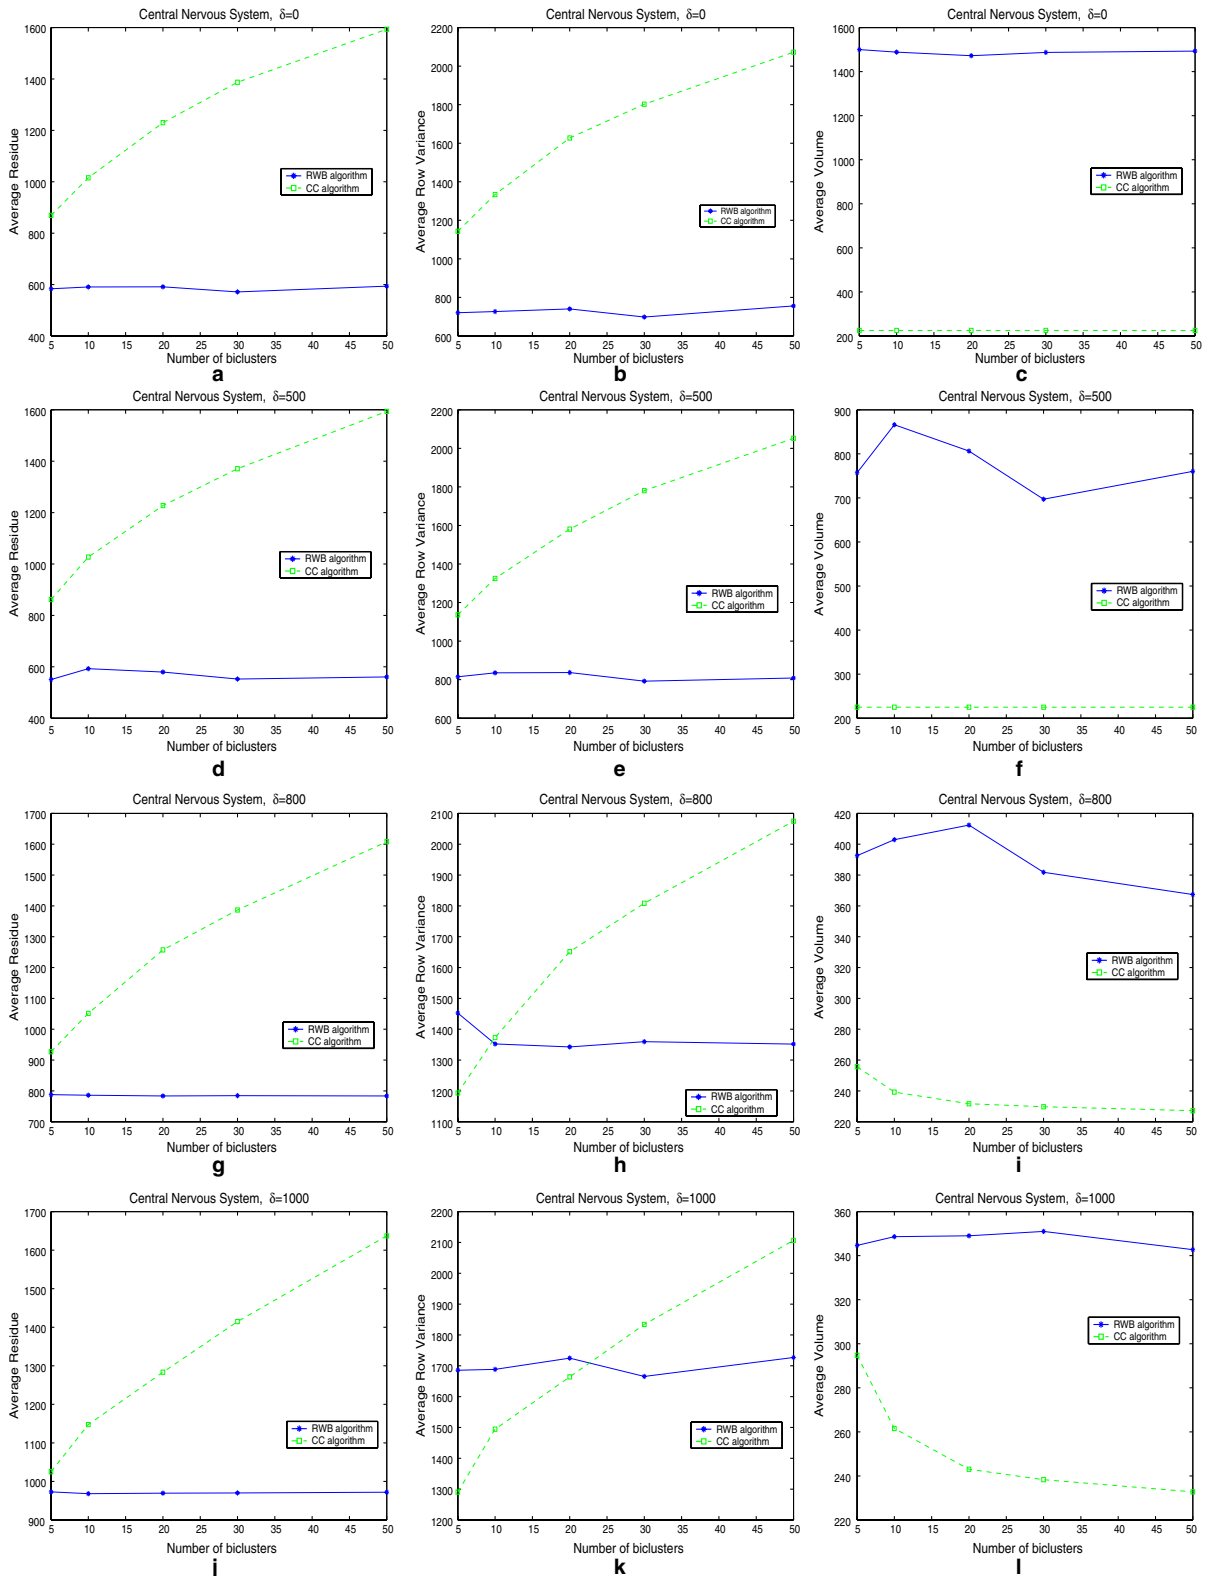 Central Nervous System, δ=0
Average Residue
1600
1400
1200
1000
800
600
400
RWB algorithm
CC algorithm
5 10 15 20 25 30 35 40 45 50
Number of biclusters
a
Central Nervous System, δ=0
Average Row Variance
2200
2000
1800
1600
1400
1200
1000
800
600
RWB algorithm
CC algorithm
5 10 15 20 25 30 35 40 45 50
Number of biclusters
b
Central Nervous System, δ=0
Average Volume
1600
1400
1200
1000
800
600
400
200
RWB algorithm
CC algorithm
5 10 15 20 25 30 35 40 45 50
Number of biclusters
c
Central Nervous System, δ=500
Average Residue
1600
1400
1200
1000
800
600
400
RWB algorithm
CC algorithm
5 10 15 20 25 30 35 40 45 50
Number of biclusters
d
Central Nervous System, δ=500
Average Row Variance
2200
2000
1800
1600
1400
1200
1000
800
600
RWB algorithm
CC algorithm
5 10 15 20 25 30 35 40 45 50
Number of biclusters
e
Central Nervous System, δ=500
Average Volume
900
800
700
600
500
400
300
200
RWB algorithm
CC algorithm
5 10 15 20 25 30 35 40 45 50
Number of biclusters
f
Central Nervous System, δ=800
Average Residue
1700
1600
1500
1400
1300
1200
1100
1000
900
800
700
RWB algorithm
CC algorithm
5 10 15 20 25 30 35 40 45 50
Number of biclusters
g
Central Nervous System, δ=800
Average Row Variance
2100
2000
1900
1800
1700
1600
1500
1400
1300
1200
1100
RWB algorithm
CC algorithm
5 10 15 20 25 30 35 40 45 50
Number of biclusters
h
Central Nervous System, δ=800
Average Volume
420
400
380
360
340
320
300
280
260
240
220
RWB algorithm
CC algorithm
5 10 15 20 25 30 35 40 45 50
Number of biclusters
i
Central Nervous System, δ=1000
Average Residue
1700
1600
1500
1400
1300
1200
1100
1000
900
RWB algorithm
CC algorithm
5 10 15 20 25 30 35 40 45 50
Number of biclusters
j
Central Nervous System, δ=1000
Average Row Variance
2200
2100
2000
1900
1800
1700
1600
1500
1400
1300
1200
RWB algorithm
CC algorithm
5 10 15 20 25 30 35 40 45 50
Number of biclusters
k
Central Nervous System, δ=1000
Average Volume
360
340
320
300
280
260
240
220
RWB algorithm
CC algorithm
5 10 15 20 25 30 35 40 45 50
Number of biclusters
l